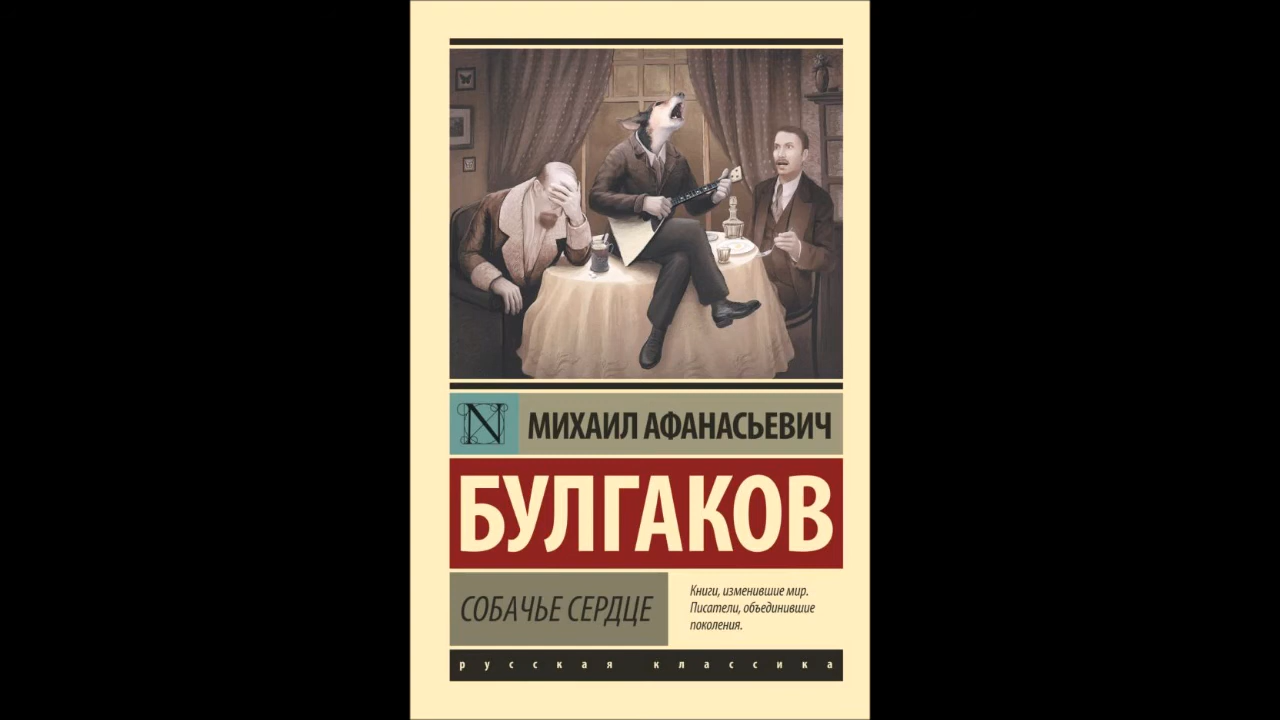 N
МИХАИЛ АФАНАСЬЕВИЧ
БУЛГАКОВ
СОБАЧЬЕ СЕРДЦЕ
Книги, изменившие мир.
Писатели, объединившие
поколения.
русская классика